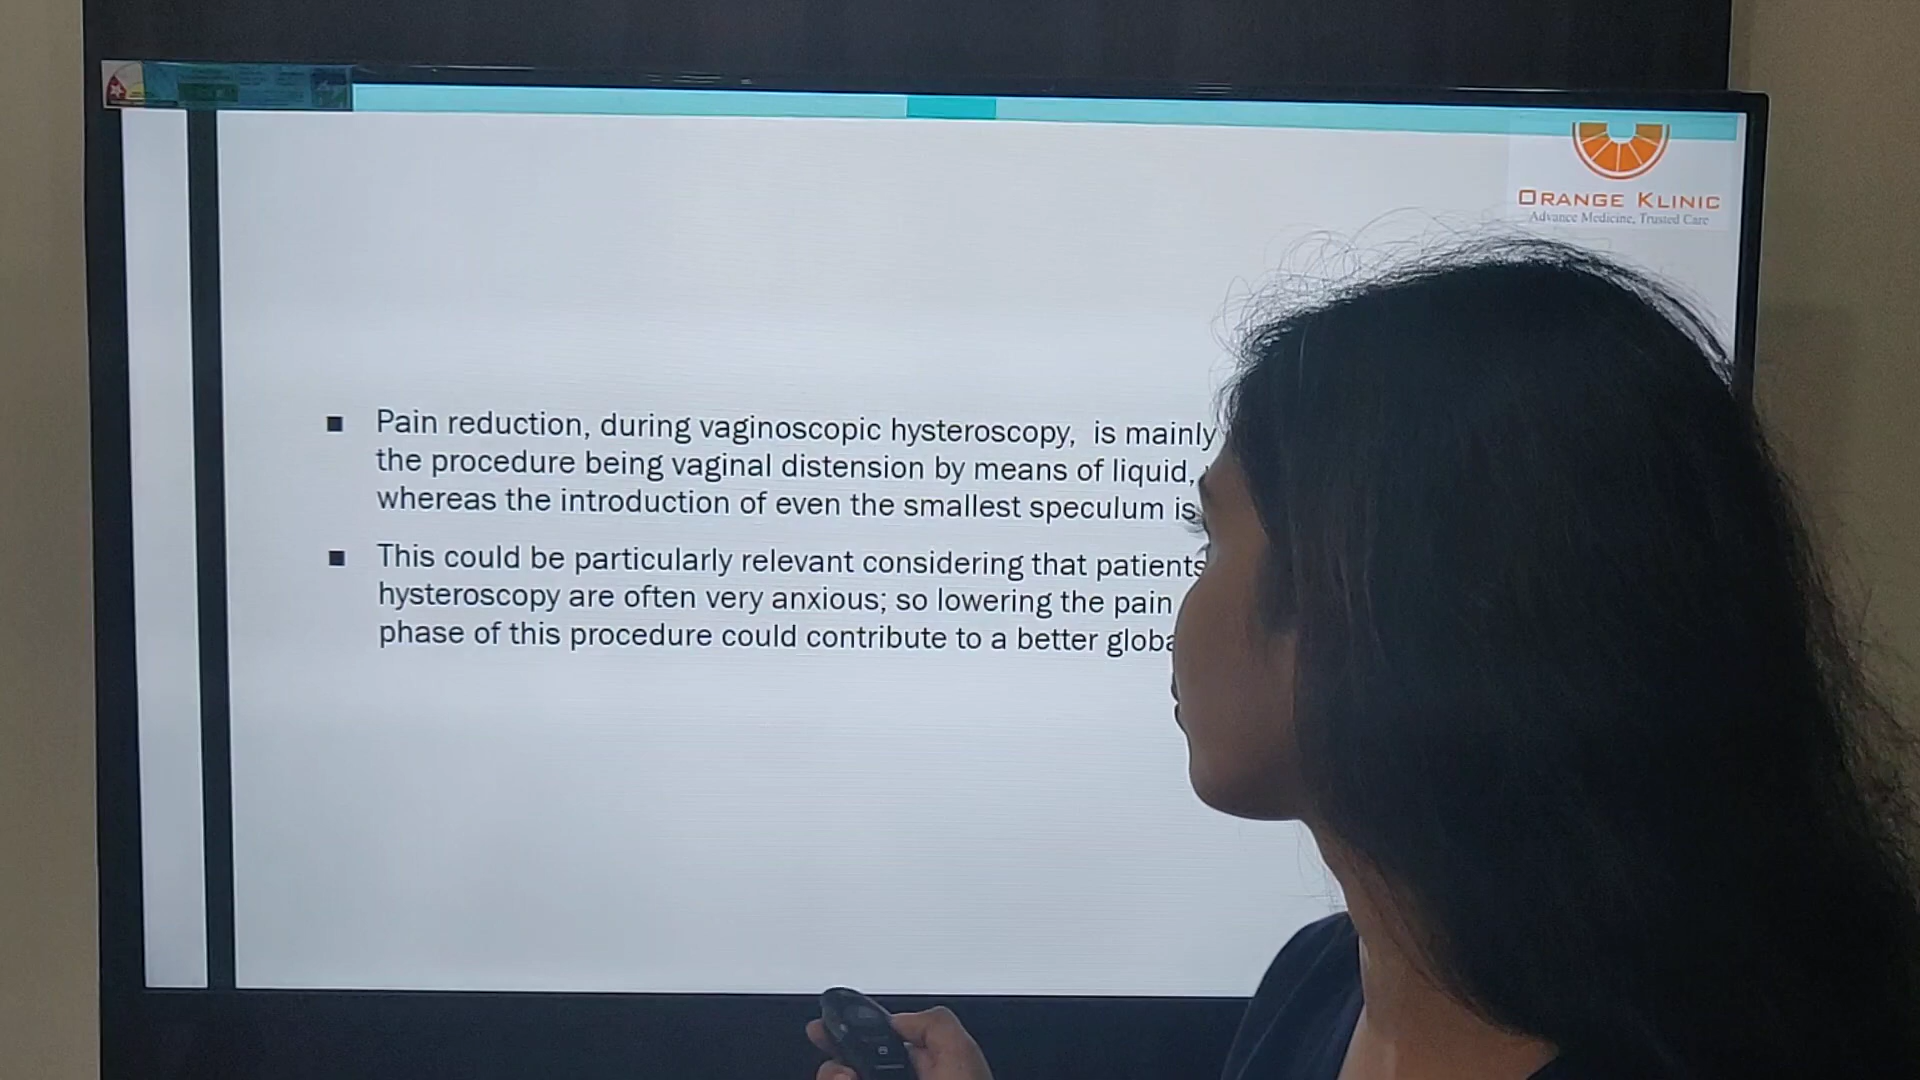 ORANGE KLINIC
Advance Medicine, Trusted Care
■ Pain reduction, during vaginoscopic hysteroscopy, is mainly
the procedure being vaginal distension by means of liquid,
whereas the introduction of even the smallest speculum is
■ This could be particularly relevant considering that patients
hysteroscopy are often very anxious; so lowering the pain
phase of this procedure could contribute to a better